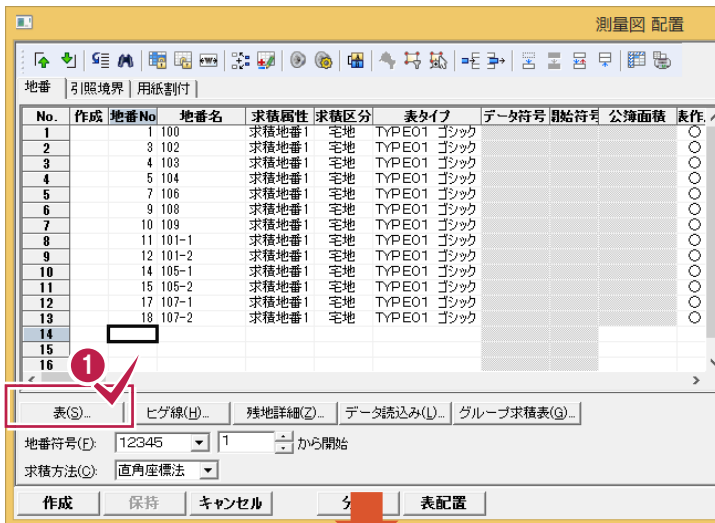 測量図 配置
地番 引照境界 用紙割付
No. 作成 地番No 地番名 求積属性 求積区分 表タイプ データ符号 開始符号 公簿面積 表作
1 1 100 求積地番1 宅地 TYPE01 ゴシック ○
2 3 102 求積地番1 宅地 TYPE01 ゴシック ○
3 4 103 求積地番1 宅地 TYPE01 ゴシック ○
4 5 104 求積地番1 宅地 TYPE01 ゴシック ○
5 7 106 求積地番1 宅地 TYPE01 ゴシック ○
6 9 108 求積地番1 宅地 TYPE01 ゴシック ○
7 10 109 求積地番1 宅地 TYPE01 ゴシック ○
8 11 101-1 求積地番1 宅地 TYPE01 ゴシック ○
9 12 101-2 求積地番1 宅地 TYPE01 ゴシック ○
10 14 105-1 求積地番1 宅地 TYPE01 ゴシック ○
11 15 105-2 求積地番1 宅地 TYPE01 ゴシック ○
12 17 107-1 求積地番1 宅地 TYPE01 ゴシック ○
13 18 107-2 求積地番1 宅地 TYPE01 ゴシック ○
14
15
16
1
表(S)... ヒゲ線(H)... 残地詳細(Z)... データ読込み(L)... グループ求積表(G)...
地番符号(F): 12345 1 から開始
求積方法(C): 直角座標法
作成 保持 キャンセル 表配置